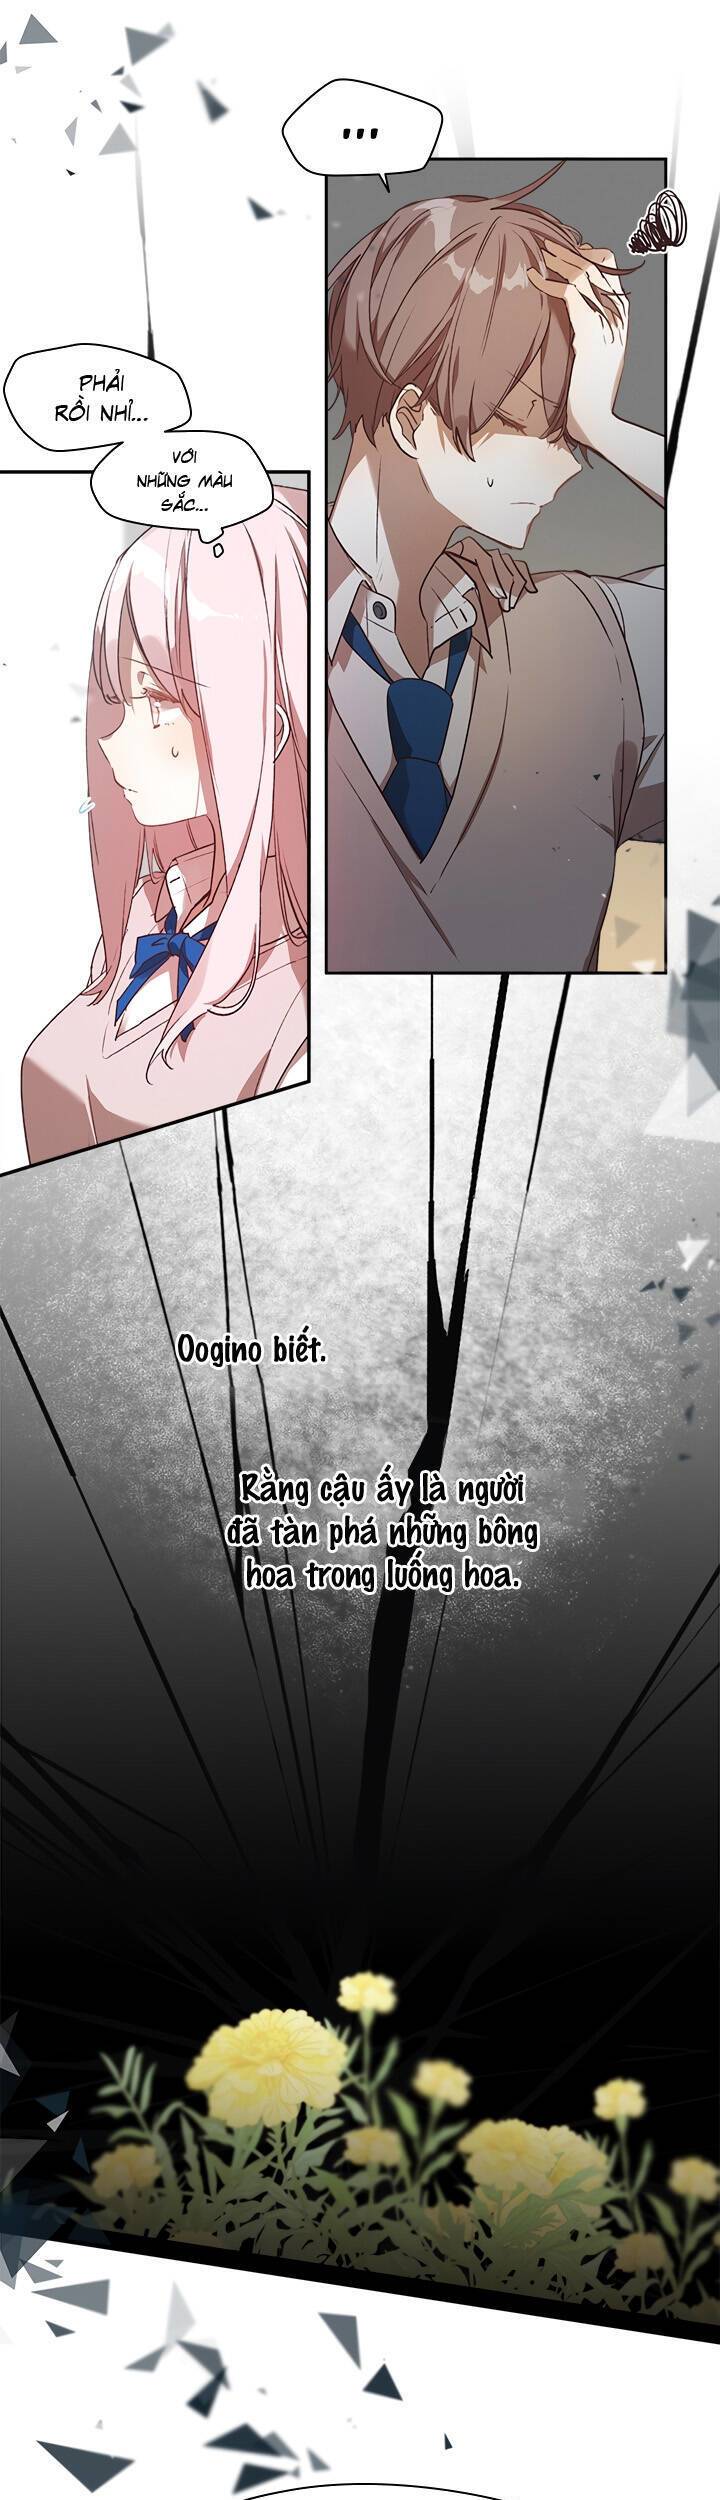 ...
PHẢI
RỒI NHỈ...
VỚI
NHỮNG MÀU
SẮC...
Oogino biết.
Rằng cậu ấy là người
đã tàn phá những bông
hoa trong luống hoa.